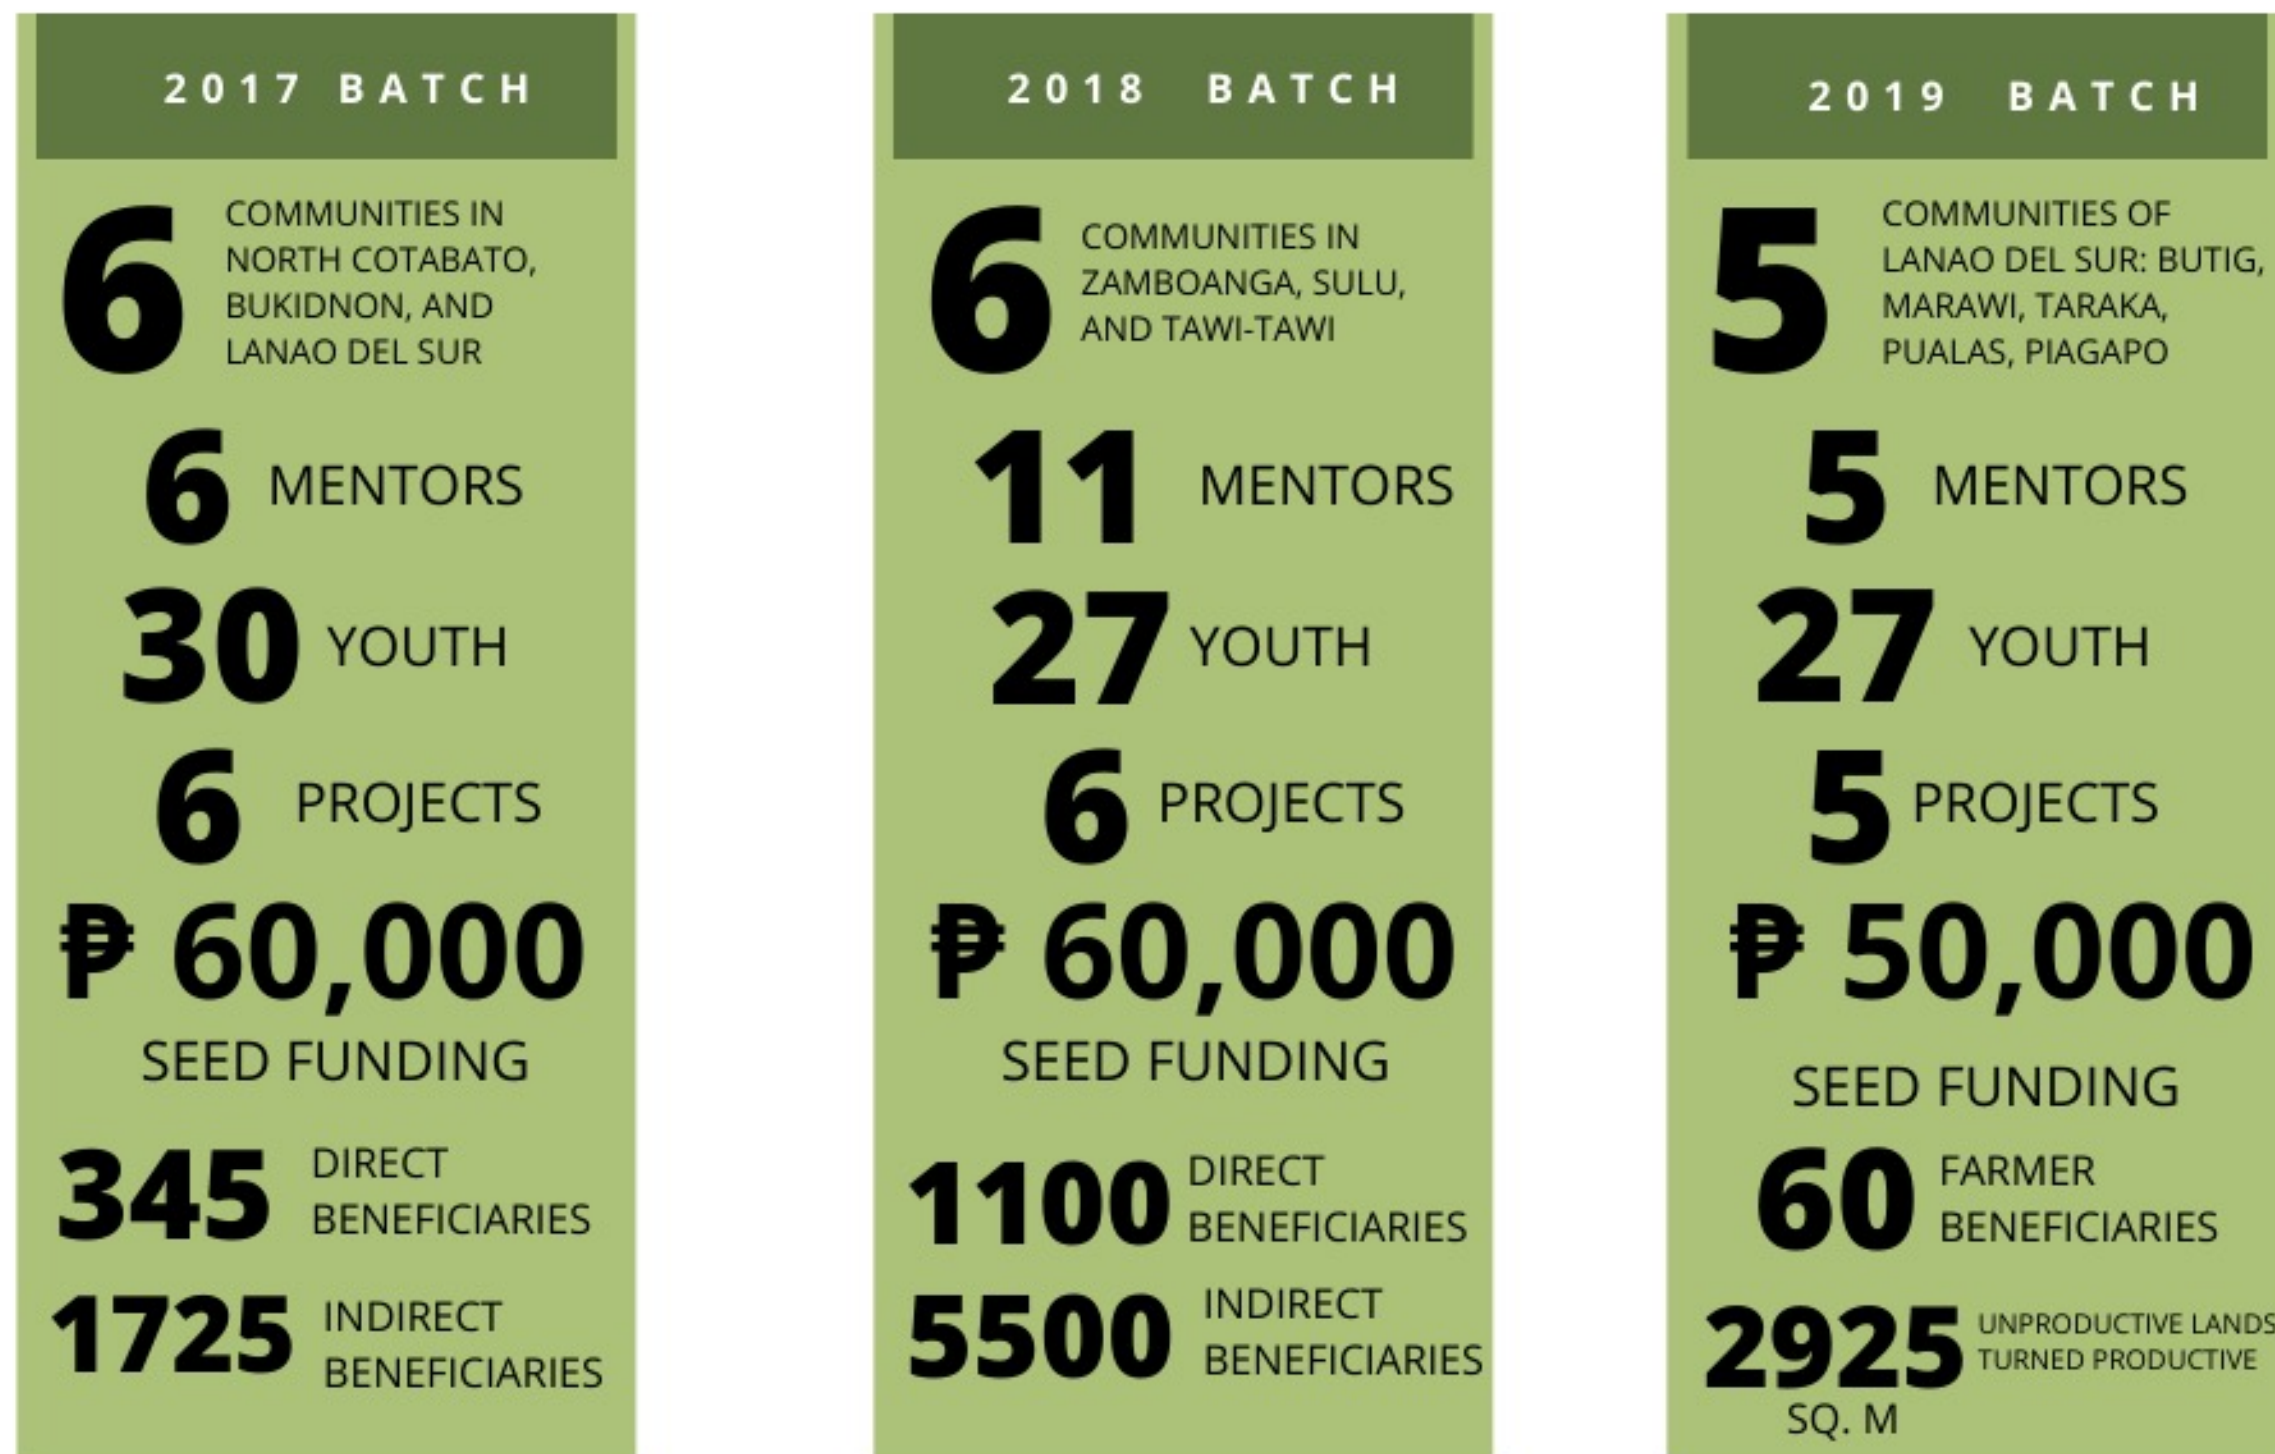 2017 BATCH
6
COMMUNITIES IN
NORTH COTABATO,
BUKIDNON, AND
LANAO DEL SUR
6 MENTORS
30 YOUTH
6 PROJECTS
₱ 60,000
SEED FUNDING
345
DIRECT
BENEFICIARIES
1725
INDIRECT
BENEFICIARIES
2018 BATCH
6
COMMUNITIES IN
ZAMBOANGA, SULU,
AND TAWI-TAWI
11 MENTORS
27 YOUTH
6 PROJECTS
₱ 60,000
SEED FUNDING
1100
DIRECT
BENEFICIARIES
5500
INDIRECT
BENEFICIARIES
2019 BATCH
5
COMMUNITIES OF
LANAO DEL SUR: BUTIG,
MARAWI, TARAKA,
PUALAS, PIAGAPO
5 MENTORS
27 YOUTH
5 PROJECTS
₱ 50,000
SEED FUNDING
60
FARMER
BENEFICIARIES
2925
UNPRODUCTIVE LANDS
TURNED PRODUCTIVE
SQ. M